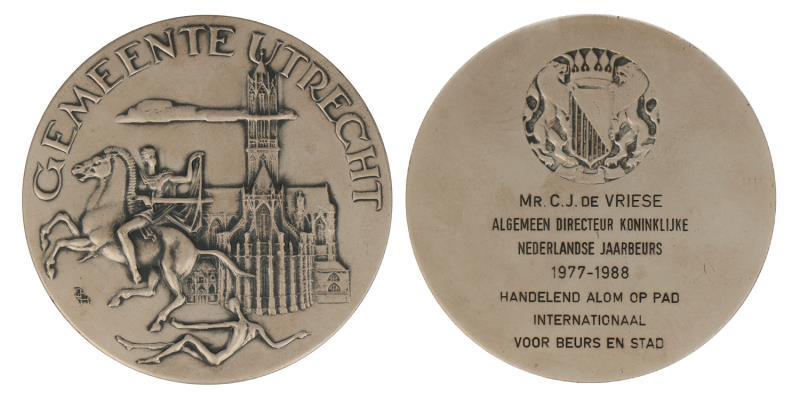 GEMEENTE UTRECHT
MR. C.J. DE VRIESE
ALGEMEEN DIRECTEUR KONINKLIJKE
NEDERLANDSE JAARBEURS
1977-1988
HANDELEND ALOM OP PAD
INTERNATIONAAL
VOOR BEURS EN STAD